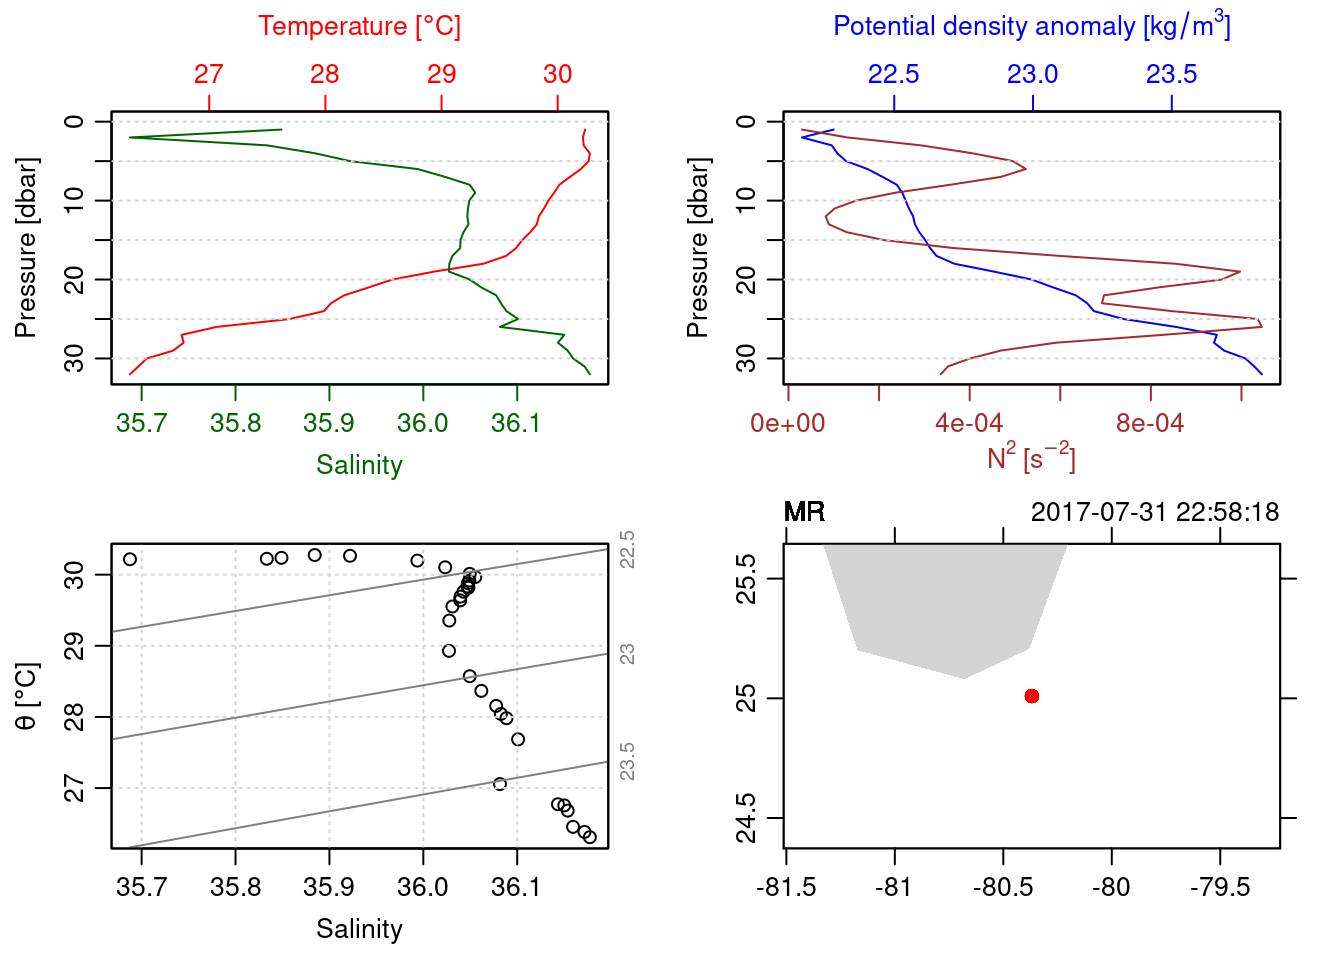 Temperature [°C]
27 28 29 30
0
10
20
30
Pressure [dbar]
35.7 35.8 35.9 36.0 36.1
Salinity
Potential density anomaly [kg/m³]
22.5 23.0 23.5
0
10
20
30
Pressure [dbar]
0e+00 4e-04 8e-04
N² [s⁻²]
22.5
23
23.5
30
29
28
27
θ [°C]
35.7 35.8 35.9 36.0 36.1
Salinity
MR 2017-07-31 22:58:18
25.5
25
24.5
-81.5 -81 -80.5 -80 -79.5